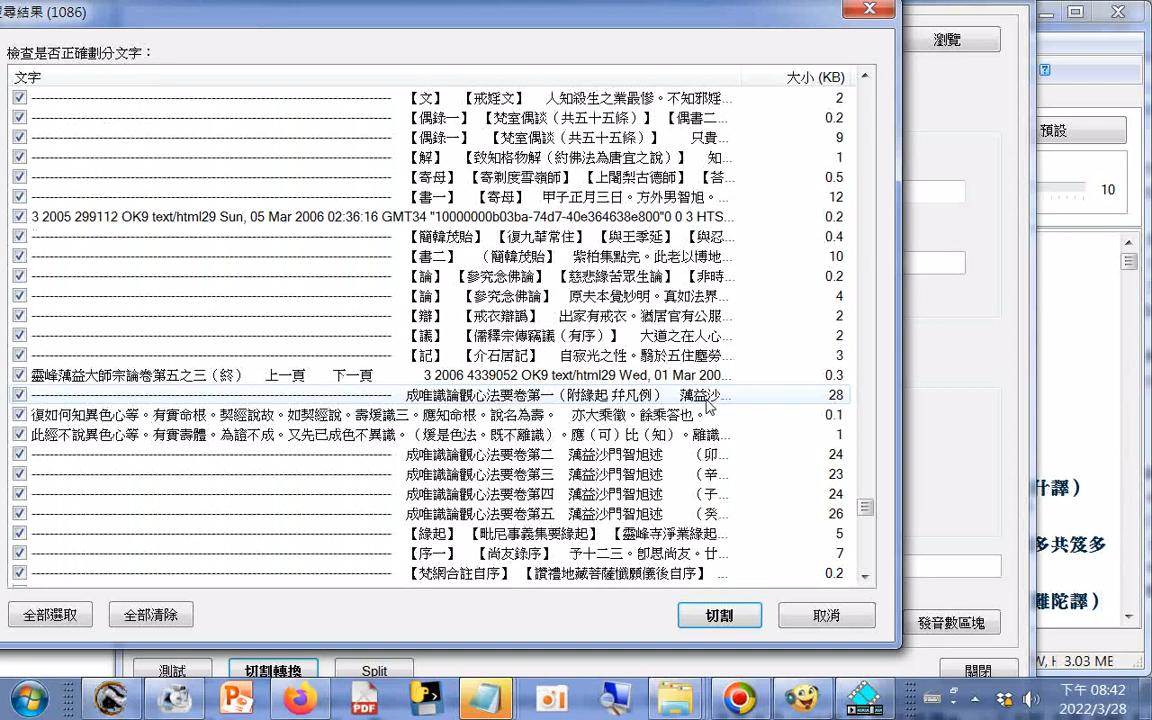 搜尋結果 (1086)
檢查是否正確劃分文字：
文字 大小 (KB)
【文】 【戒婬文】 人知殺生之業最慘。不知邪婬... 2
【偶錄一】 【梵室偶談（共五十五條）】 【偶書二... 0.2
【偶錄一】 【梵室偶談（共五十五條）】 只貴... 9
【解】 【致知格物解（約佛法為唐宜之說）】 知... 1
【寄母】 【寄剃度雪嶺師】 【上闍梨古德師】 【荅... 0.5
【書一】 【寄母】 甲子正月三日。方外男智旭。... 12
3 2005 299112 OK9 text/html29 Sun, 05 Mar 2006 02:36:16 GMT34 "10000000b03ba-74d7-40e364638e800"0 0 3 HTS... 0.2
【簡韓茂貽】 【復九華常住】 【與王季延】 【與忍... 0.4
【書二】 （簡韓茂貽） 紫柏集點完。此老以博地... 10
【論】 【參究念佛論】 【慈悲緣苦眾生論】 【非時... 0.2
【論】 【參究念佛論】 原夫本覺妙明。真如法界... 4
【辯】 【戒衣辯譌】 出家有戒衣。猶居官有公服... 2
【議】 【儒釋宗傳竊議（有序）】 大道之在人心... 2
【記】 【介石居記】 自寂光之性。翳於五住塵勞... 3
靈峰蕅益大師宗論卷第五之三（終） 上一頁 下一頁 3 2006 4339052 OK9 text/html29 Wed, 01 Mar 200... 0.3
成唯識論觀心法要卷第一（附緣起 幷凡例） 蕅益沙... 28
復如何知異色心等。有實命根。契經說故。如契經說。壽煖識三。應知命根。說名為壽。 亦大乘徵。餘乘荅也。 0.1
此經不說異色心等。有實壽體。為證不成。又先已成色不異識。（煖是色法。既不離識）。應（可）比（知）。離識... 1
成唯識論觀心法要卷第二 蕅益沙門智旭述 （卯... 24
成唯識論觀心法要卷第三 蕅益沙門智旭述 （辛... 23
成唯識論觀心法要卷第四 蕅益沙門智旭述 （子... 24
成唯識論觀心法要卷第五 蕅益沙門智旭述 （癸... 26
【緣起】 【毗尼事義集要緣起】 【靈峰寺淨業緣起... 5
【序一】 【尚友錄序】 予十二三。卽思尚友。廿... 7
【梵網合註自序】 【讚禮地藏菩薩懺願儀後自序】 ... 0.2
全部選取 全部清除 切割 取消
瀏覽
預設
10
什譯）
多共笈多
難陀譯）
發音數區塊
測試 切割轉換 Split 關閉
W, H 3.03 ME
PDF
下午 08:42
2022/3/28